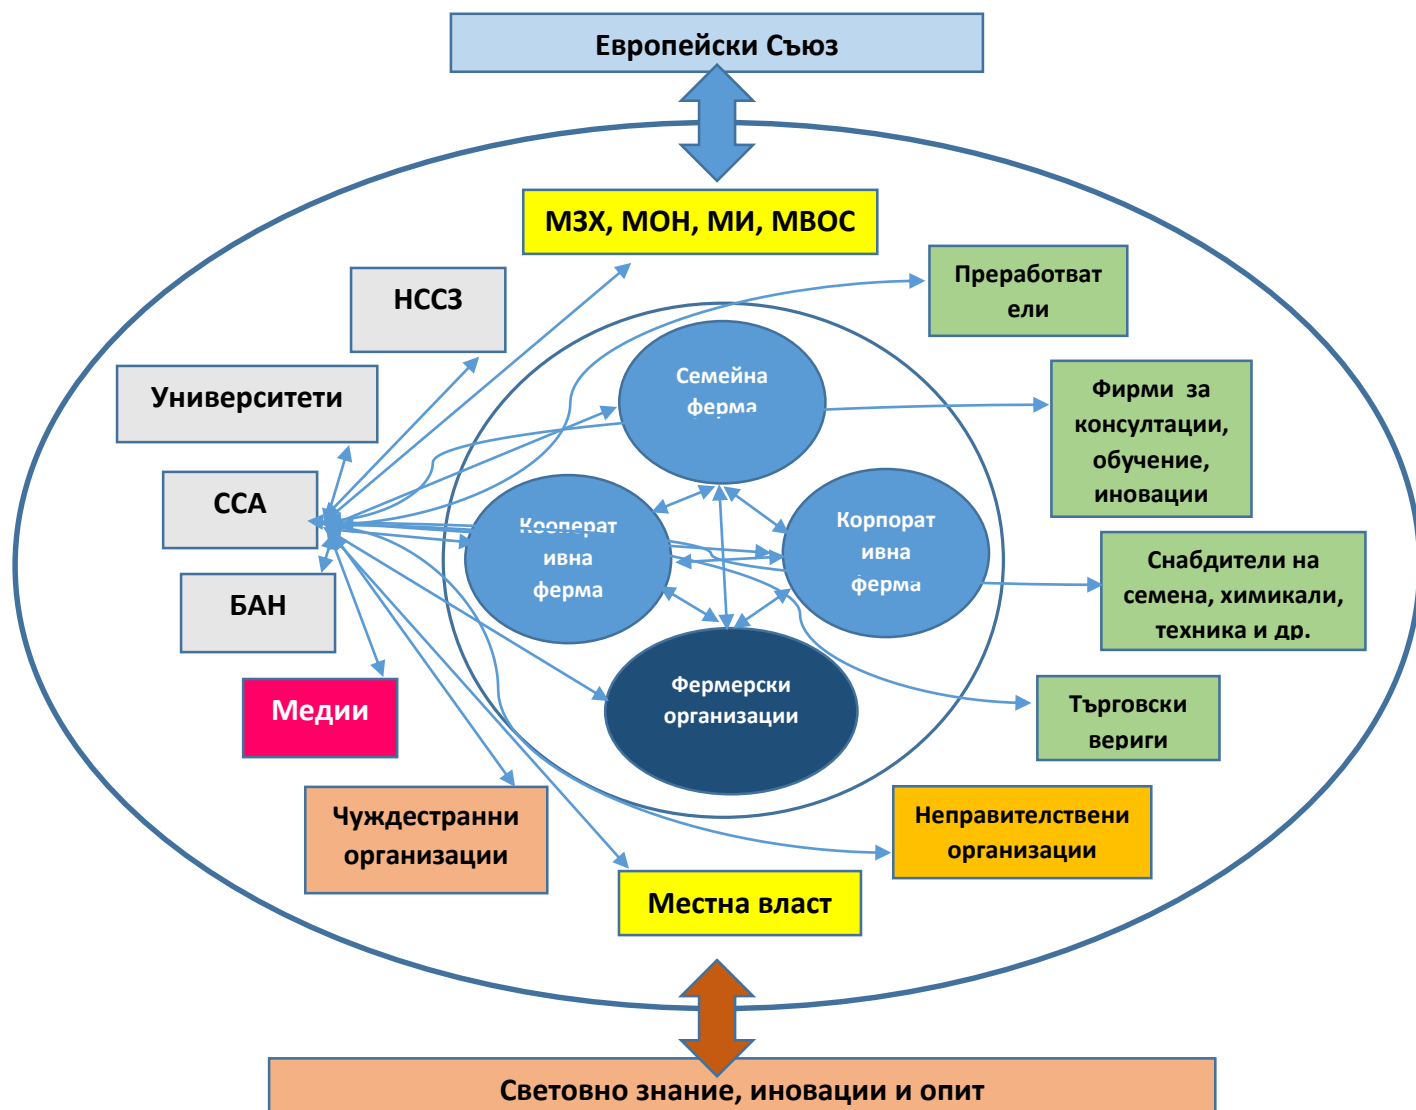 Европейски Съюз
МЗХ, МОН, МИ, МВОС
Преработват
ели
НССЗ
Семейна
ферма
Университети
Фирми за
консултации,
обучение,
иновации
ССА
Кооперат
ивна
ферма
Корпорат
ивна
ферма
Снабдители на
семена, химикали,
техника и др.
БАН
Медии
Фермерски
организации
Търговски
вериги
Чуждестранни
организации
Неправителствени
организации
Местна власт
Световно знание, иновации и опит